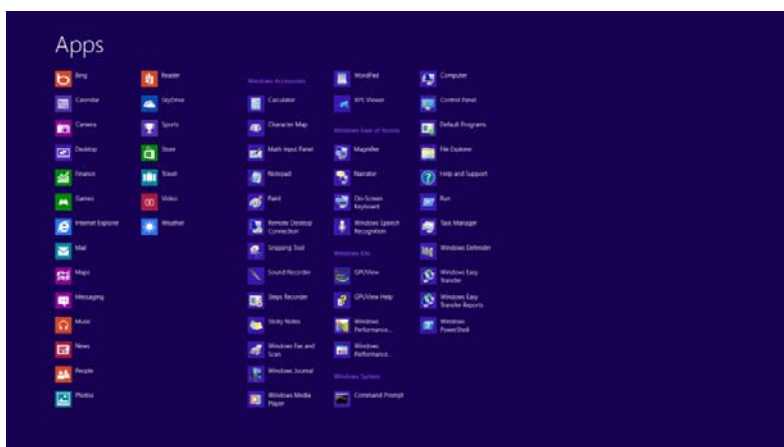 Apps
Bing
Calendar
Camera
Desktop
Finance
Games
Internet Explorer
Mail
Maps
Messaging
Music
News
People
Photos
Reader
SkyDrive
Sports
Store
Travel
Video
Weather
Windows Accessories
Calculator
Character Map
Math Input Panel
Notepad
Paint
Remote Desktop
Connection
Snipping Tool
Sound Recorder
Steps Recorder
Sticky Notes
Windows Fax and
Scan
Windows Journal
Windows Media
Player
WordPad
XPS Viewer
Windows Ease of Access
Magnifier
Narrator
On-Screen
Keyboard
Windows Speech
Recognition
Windows Kits
GPUView
GPUView Help
Windows
Performance...
Windows
Performance...
Windows System
Command Prompt
Computer
Control Panel
Default Programs
File Explorer
Help and Support
Run
Task Manager
Windows Defender
Windows Easy
Transfer
Windows Easy
Transfer Reports
Windows
PowerShell